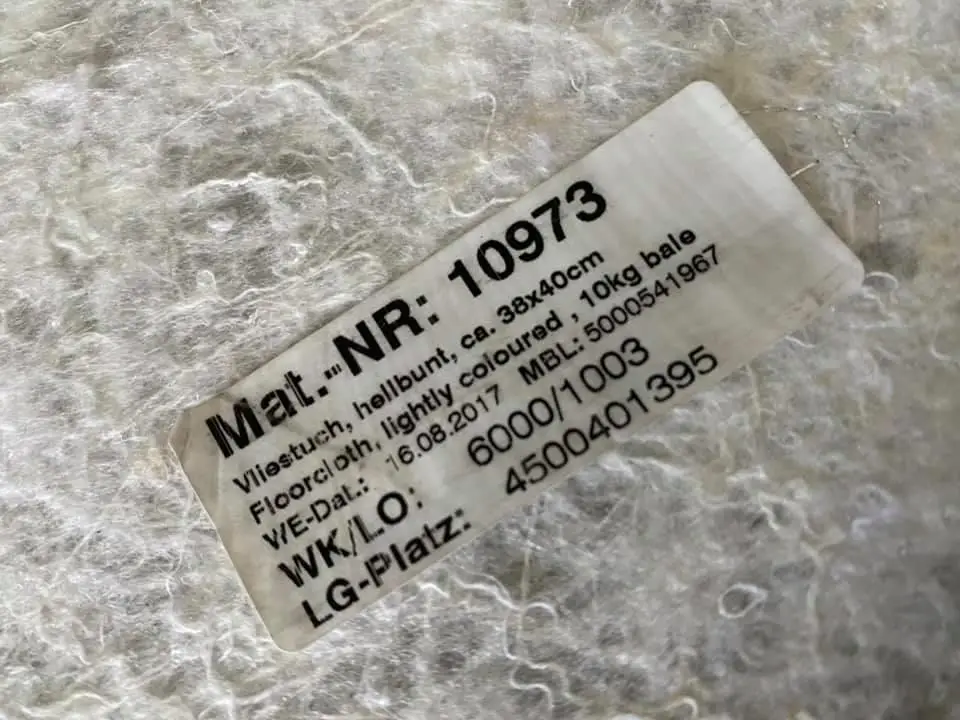 Mat.-NR: 10973
Vliestuch, hellbunt, ca. 38x40cm
Floorcloth, lightly coloured , 10kg bale
WE-Dat.: 16.08.2017 MBL: 5000541967
WK/LO: 6000/1003
LG-Platz: 4500401395